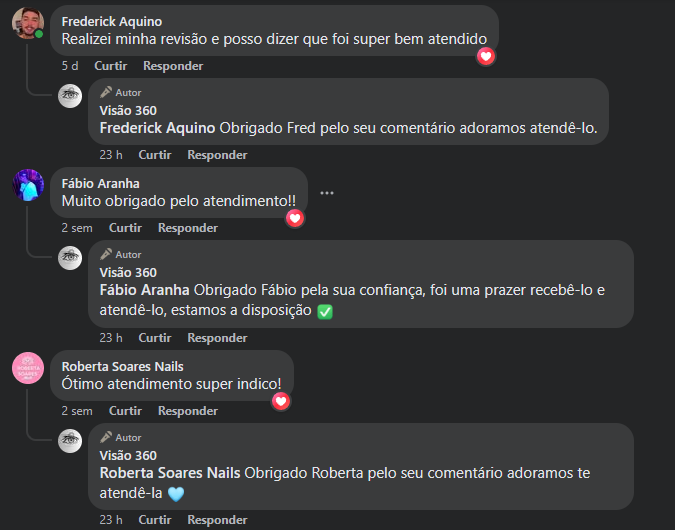 Frederick Aquino
Realizei minha revisão e posso dizer que foi super bem atendido
5 d Curtir Responder
Autor
Visão 360
Frederick Aquino Obrigado Fred pelo seu comentário adoramos atendê-lo.
23 h Curtir Responder
Fábio Aranha
Muito obrigado pelo atendimento!!
2 sem Curtir Responder
Autor
Visão 360
Fábio Aranha Obrigado Fábio pela sua confiança, foi uma prazer recebê-lo e
atendê-lo, estamos a disposição ✅
23 h Curtir Responder
ROBERTA
SOARES
Roberta Soares Nails
Ótimo atendimento super indico!
2 sem Curtir Responder
Autor
Visão 360
Roberta Soares Nails Obrigado Roberta pelo seu comentário adoramos te
atendê-la 🩵
23 h Curtir Responder